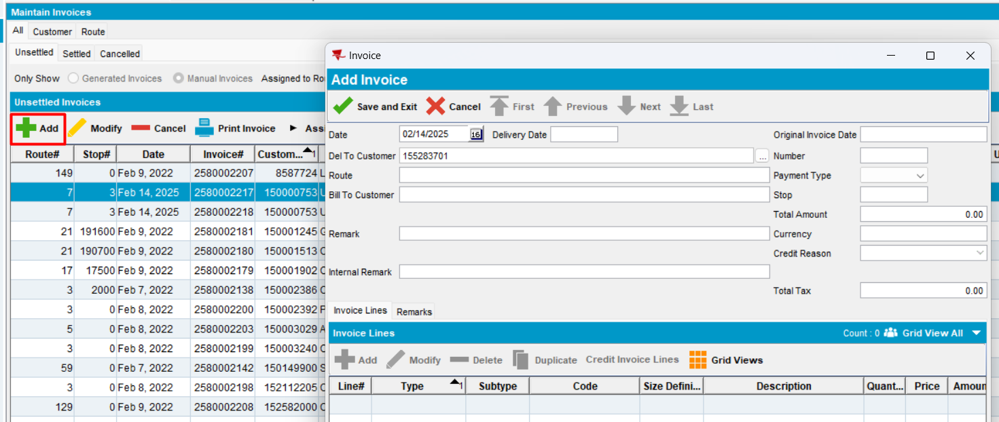 Maintain Invoices
All Customer Route
Unsettled Settled Cancelled
Only Show Generated Invoices Manual Invoices Assigned to Ro
Unsettled Invoices
Add Modify Cancel Print Invoice Assi
Route# Stop# Date Invoice# Custom... 1
149 0 Feb 9, 2022 2580002207 8587724 L
7 3 Feb 14, 2025 2580002217 150000753 U
7 3 Feb 14, 2025 2580002218 150000753 U
21 191600 Feb 9, 2022 2580002181 150001245 G
21 190700 Feb 9, 2022 2580002180 150001513 C
17 17500 Feb 9, 2022 2580002179 150001902 C
3 2000 Feb 7, 2022 2580002138 150002386 C
3 0 Feb 8, 2022 2580002200 150002392 F
5 0 Feb 8, 2022 2580002203 150003029 A
3 0 Feb 8, 2022 2580002199 150003240 C
59 0 Feb 7, 2022 2580002142 150149900 S
3 0 Feb 8, 2022 2580002198 152112205 C
129 0 Feb 9, 2022 2580002208 152582000 C
Invoice
Add Invoice
Save and Exit Cancel First Previous Next Last
Date 02/14/2025 16 Delivery Date Original Invoice Date
Del To Customer 155283701 ... Number
Route Payment Type
Bill To Customer Stop
Total Amount 0.00
Remark Currency
Credit Reason
Internal Remark
Total Tax 0.00
Invoice Lines Remarks
Invoice Lines Count : 0 Grid View All
Add Modify Delete Duplicate Credit Invoice Lines Grid Views
Line# Type 1 Subtype Code Size Defini... Description Quant... Price Amoun
U